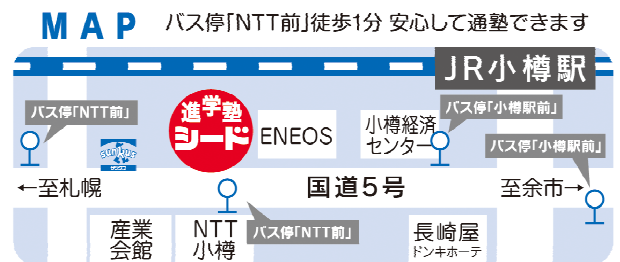 MAP
バス停「NTT前」徒歩1分 安心して通塾できます
JR小樽駅
バス停「NTT前」
進学塾
シード
ENEOS
小樽経済
センター
バス停「小樽駅前」
バス停「小樽駅前」
←至札幌
国道5号
至余市→
産業
会館
NTT
小樽
バス停「NTT前」
長崎屋
ドンキホーテ